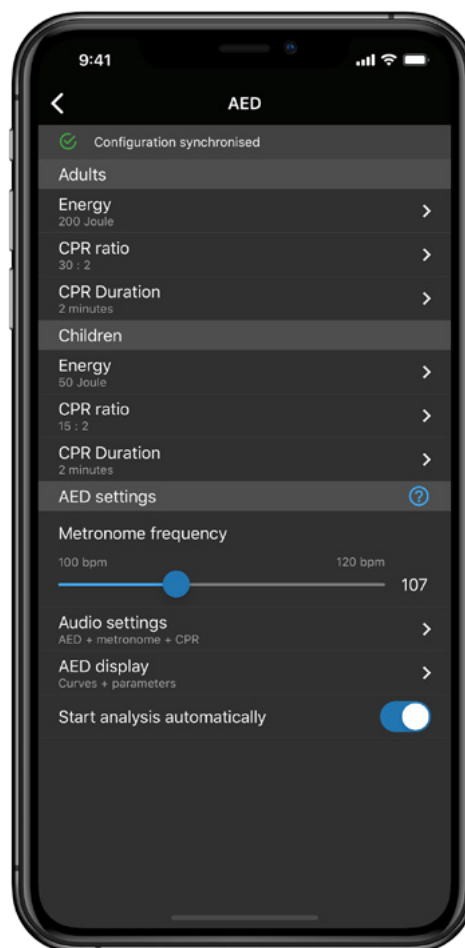 9:41
AED
Configuration synchronised
Adults
Energy
200 Joule
CPR ratio
30 : 2
CPR Duration
2 minutes
Children
Energy
50 Joule
CPR ratio
15 : 2
CPR Duration
2 minutes
AED settings
Metronome frequency
100 bpm 120 bpm
107
Audio settings
AED + metronome + CPR
AED display
Curves + parameters
Start analysis automatically